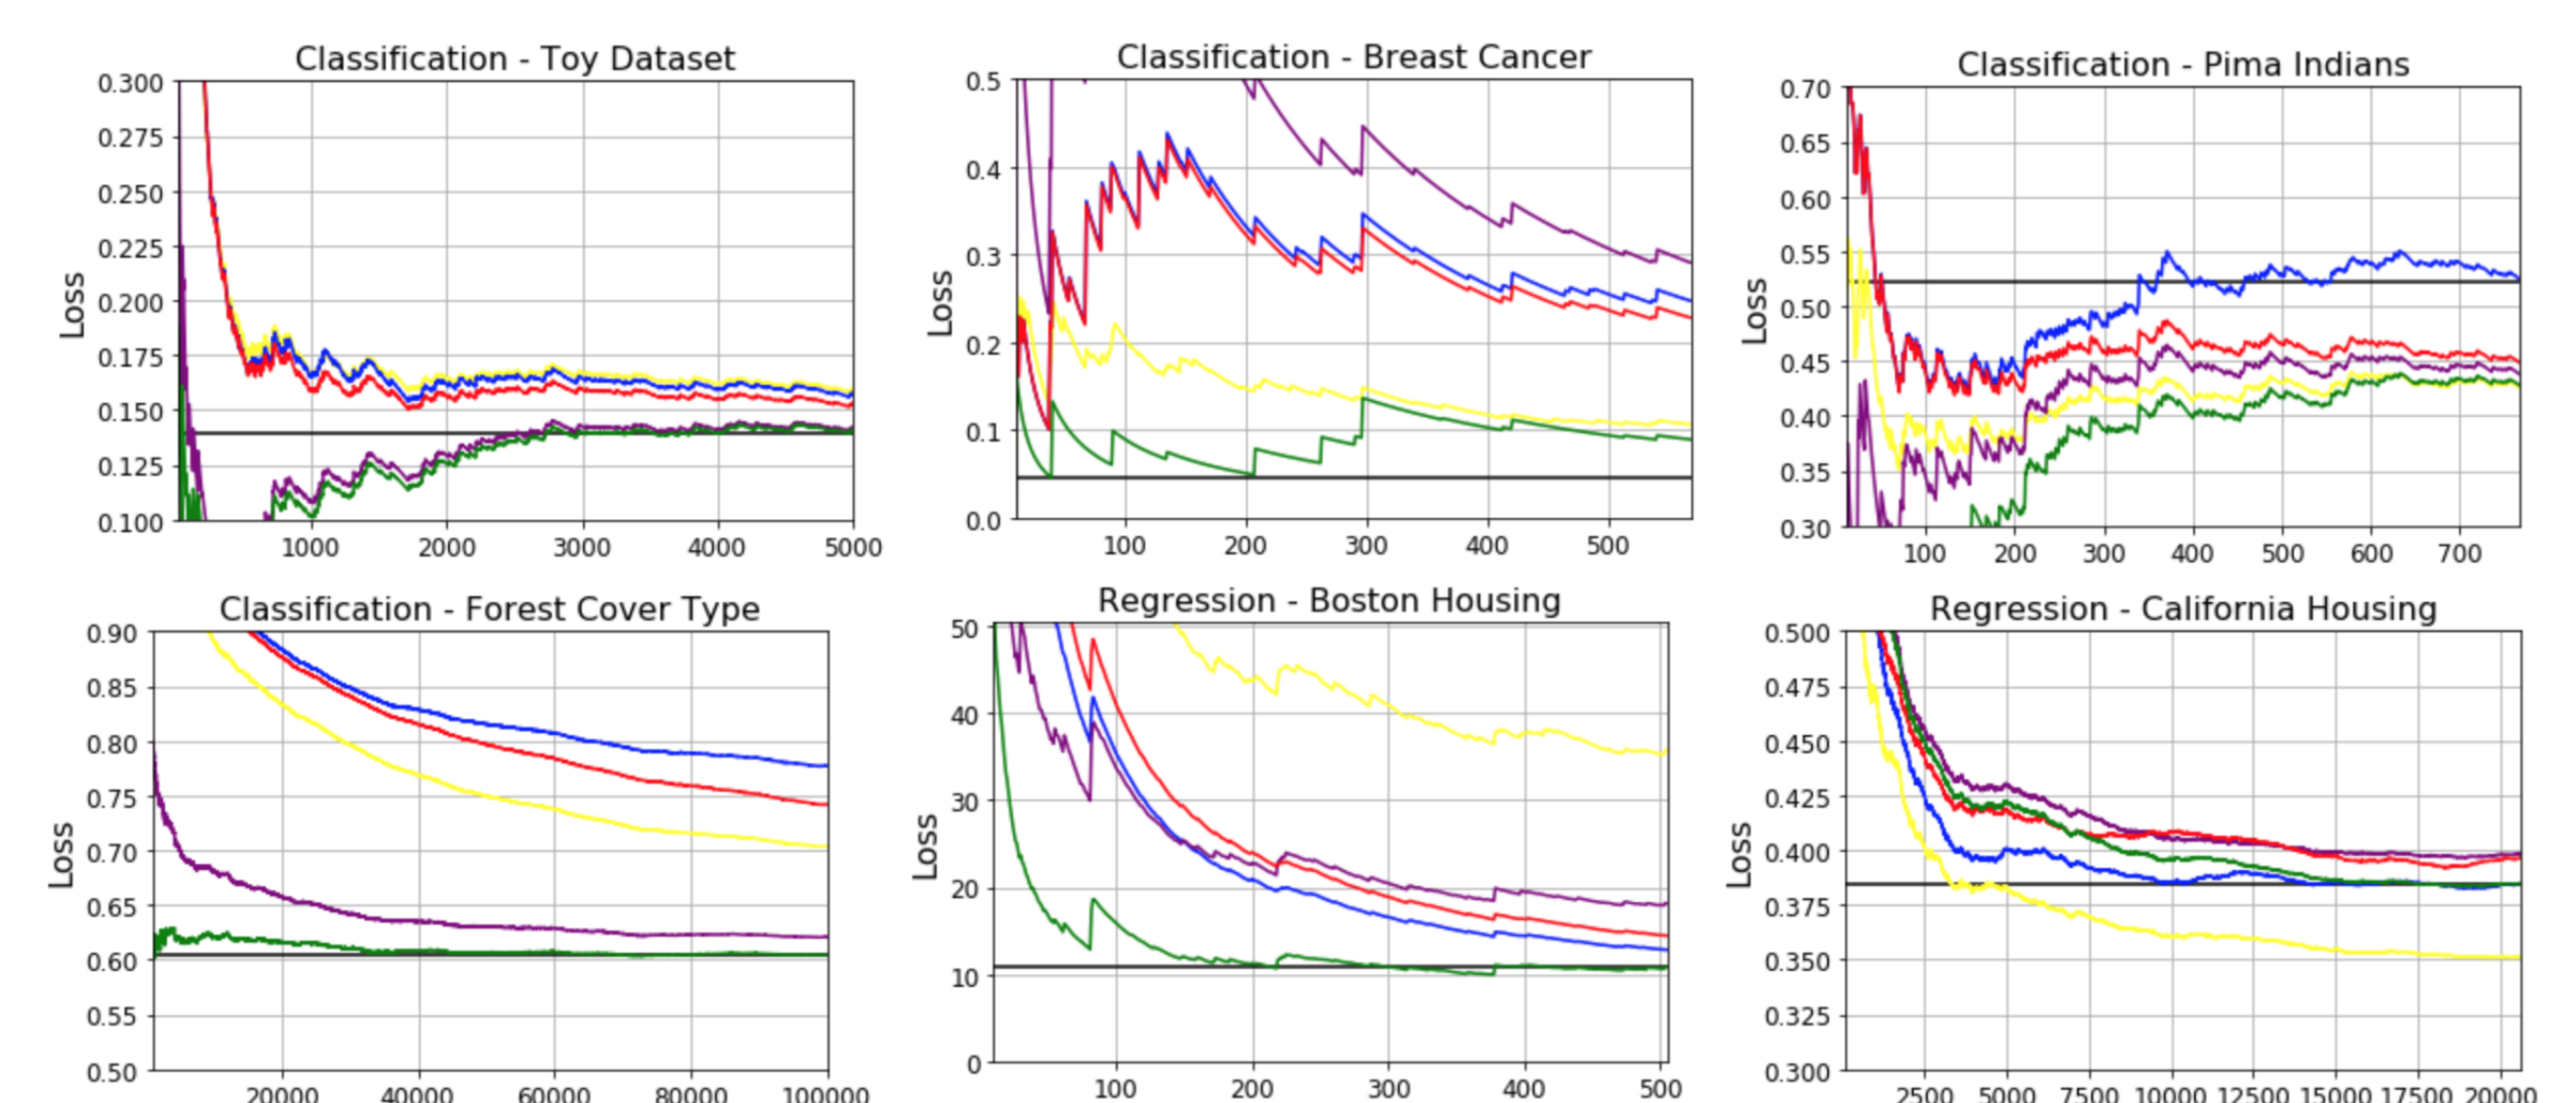 Classification - Toy Dataset
0.300
0.275
0.250
0.225
0.200
0.175
0.150
0.125
0.100
Loss
1000 2000 3000 4000 5000
Classification - Breast Cancer
0.5
0.4
0.3
0.2
0.1
0.0
Loss
100 200 300 400 500
Classification - Pima Indians
0.70
0.65
0.60
0.55
0.50
0.45
0.40
0.35
0.30
Loss
100 200 300 400 500 600 700
Classification - Forest Cover Type
0.90
0.85
0.80
0.75
0.70
0.65
0.60
0.55
0.50
Loss
20000 40000 60000 80000 100000
Regression - Boston Housing
50
40
30
20
10
0
Loss
100 200 300 400 500
Regression - California Housing
0.500
0.475
0.450
0.425
0.400
0.375
0.350
0.325
0.300
Loss
2500 5000 7500 10000 12500 15000 17500 20000